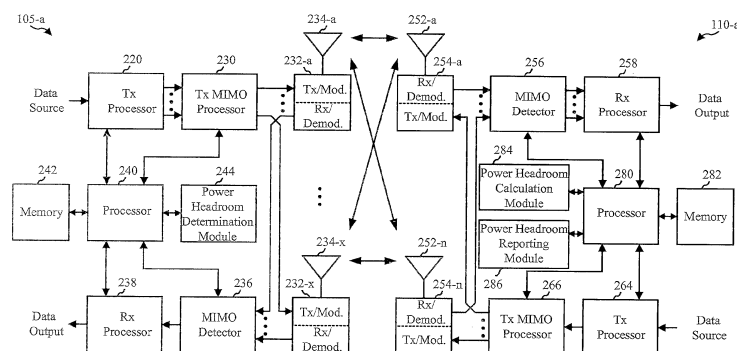 105-a
110-a
234-a
252-a
220
230
232-a
254-a
256
258
Data
Source
Tx
Processor
Tx MIMO
Processor
Tx/Mod.
Rx/
Demod.
Rx/
Demod.
Tx/Mod.
MIMO
Detector
Rx
Processor
Data
Output
242
240
244
284
280
282
Memory
Processor
Power
Headroom
Determination
Module
Power Headroom
Calculation
Module
Power Headroom
Reporting
Module
Processor
Memory
286
234-x
252-n
238
236
232-x
254-n
266
264
Data
Output
Rx
Processor
MIMO
Detector
Tx/Mod.
Rx/
Demod.
Rx/
Demod.
Tx/Mod.
Tx MIMO
Processor
Tx
Processor
Data
Source